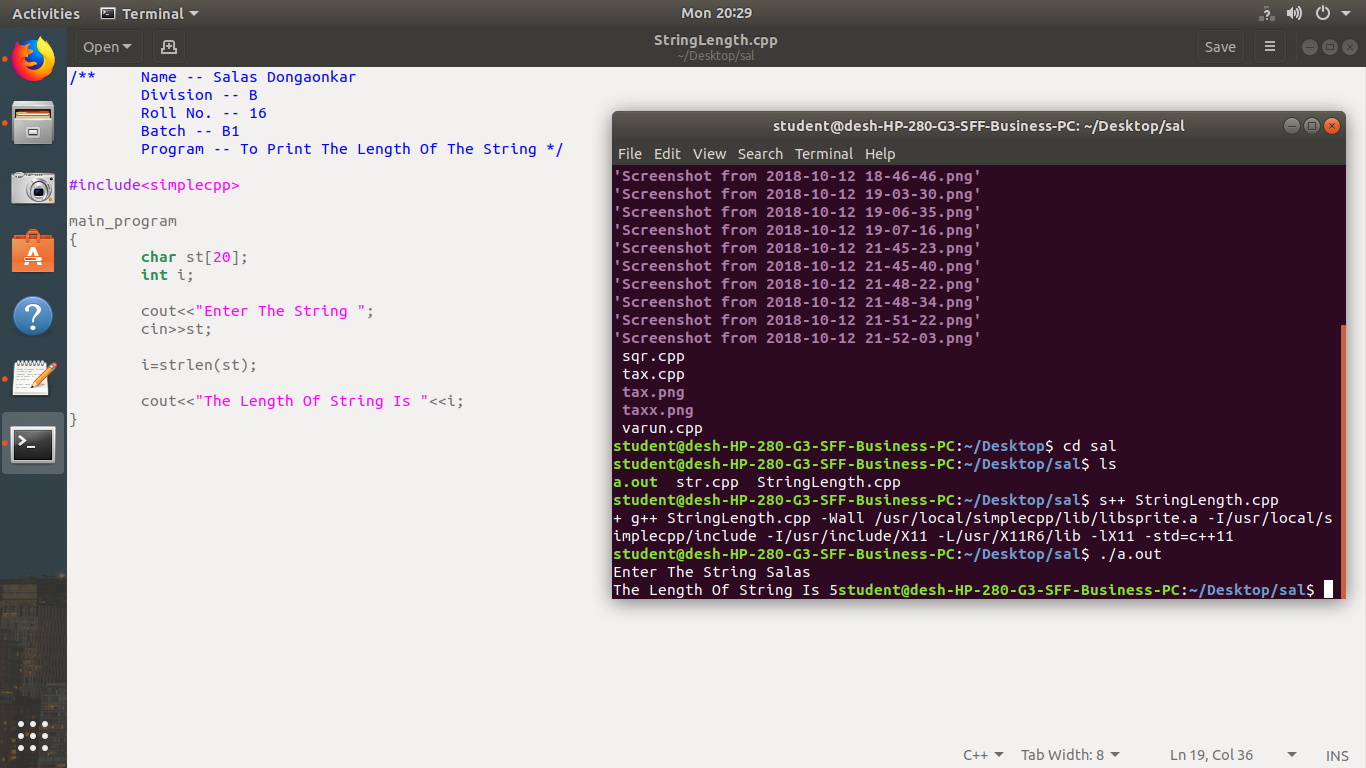 Activities Terminal Mon 20:29
Open StringLength.cpp Save
~/Desktop/sal
/** Name -- Salas Dongaonkar
Division -- B
Roll No. -- 16
Batch -- B1
Program -- To Print The Length Of The String */
#include<simplecpp>
main_program
{
char st[20];
int i;
cout<<"Enter The String ";
cin>>st;
i=strlen(st);
cout<<"The Length Of String Is "<<i;
}
student@desh-HP-280-G3-SFF-Business-PC: ~/Desktop/sal
File Edit View Search Terminal Help
'Screenshot from 2018-10-12 18-46-46.png'
'Screenshot from 2018-10-12 19-03-30.png'
'Screenshot from 2018-10-12 19-06-35.png'
'Screenshot from 2018-10-12 19-07-16.png'
'Screenshot from 2018-10-12 21-45-23.png'
'Screenshot from 2018-10-12 21-45-40.png'
'Screenshot from 2018-10-12 21-48-22.png'
'Screenshot from 2018-10-12 21-48-34.png'
'Screenshot from 2018-10-12 21-51-22.png'
'Screenshot from 2018-10-12 21-52-03.png'
sqr.cpp
tax.cpp
tax.png
taxx.png
varun.cpp
student@desh-HP-280-G3-SFF-Business-PC:~/Desktop$ cd sal
student@desh-HP-280-G3-SFF-Business-PC:~/Desktop/sal$ ls
a.out str.cpp StringLength.cpp
student@desh-HP-280-G3-SFF-Business-PC:~/Desktop/sal$ s++ StringLength.cpp
+ g++ StringLength.cpp -Wall /usr/local/simplecpp/lib/libsprite.a -I/usr/local/s
implecpp/include -I/usr/include/X11 -L/usr/X11R6/lib -lX11 -std=c++11
student@desh-HP-280-G3-SFF-Business-PC:~/Desktop/sal$ ./a.out
Enter The String Salas
The Length Of String Is 5student@desh-HP-280-G3-SFF-Business-PC:~/Desktop/sal$
C++ Tab Width: 8 Ln 19, Col 36 INS